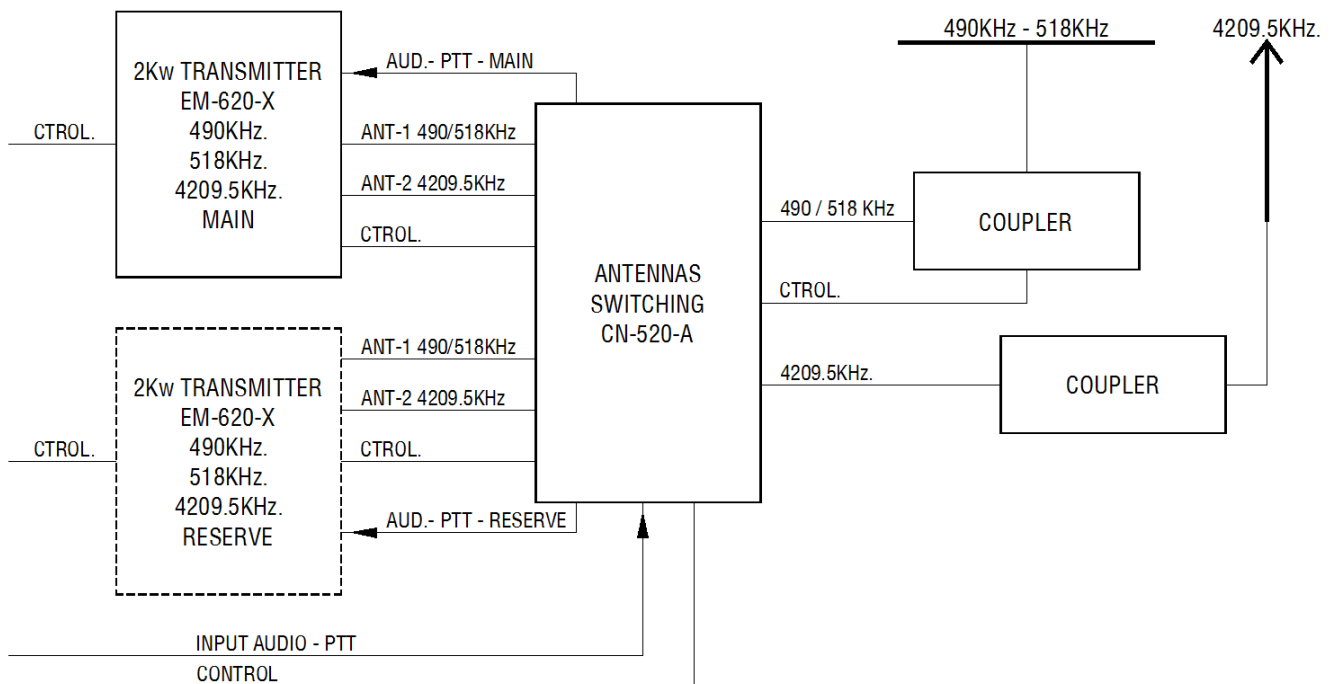 490KHz - 518KHz
4209.5KHz.
2Kw TRANSMITTER
EM-620-X
490KHz.
518KHz.
4209.5KHz.
MAIN
CTROL.
AUD.- PTT - MAIN
ANT-1 490/518KHz
ANT-2 4209.5KHz
CTROL.
ANTENNAS
SWITCHING
CN-520-A
490 / 518 KHz
COUPLER
CTROL.
4209.5KHz.
COUPLER
2Kw TRANSMITTER
EM-620-X
490KHz.
518KHz.
4209.5KHz.
RESERVE
CTROL.
ANT-1 490/518KHz
ANT-2 4209.5KHz
CTROL.
AUD.- PTT - RESERVE
INPUT AUDIO - PTT
CONTROL